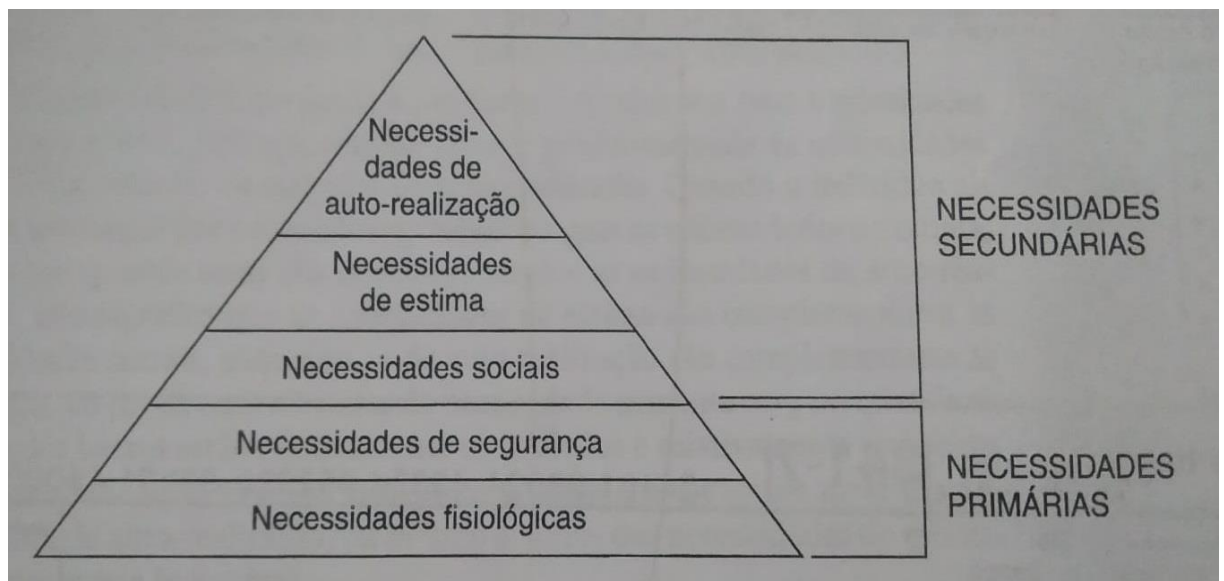 Necessi-
dades de
auto-realização
Necessidades
de estima
Necessidades sociais
Necessidades de segurança
Necessidades fisiológicas
NECESSIDADES
SECUNDÁRIAS
NECESSIDADES
PRIMÁRIAS